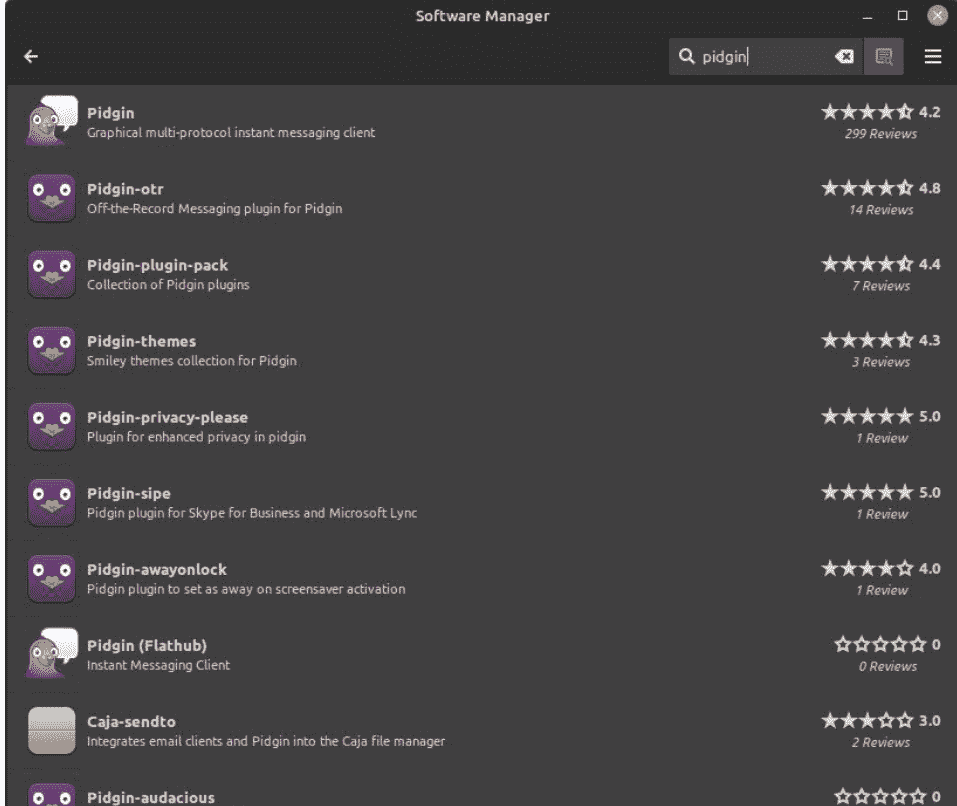 Software Manager
pidgin
Pidgin
4.2
Graphical multi-protocol instant messaging client
299 Reviews
Pidgin-otr
4.8
Off-the-Record Messaging plugin for Pidgin
14 Reviews
Pidgin-plugin-pack
4.4
Collection of Pidgin plugins
7 Reviews
Pidgin-themes
4.3
Smiley themes collection for Pidgin
3 Reviews
Pidgin-privacy-please
5.0
Plugin for enhanced privacy in pidgin
1 Review
Pidgin-sipe
5.0
Pidgin plugin for Skype for Business and Microsoft Lync
1 Review
Pidgin-awayonlock
4.0
Pidgin plugin to set as away on screensaver activation
1 Review
Pidgin (Flathub)
0
Instant Messaging Client
0 Reviews
Caja-sendto
3.0
Integrates email clients and Pidgin into the Caja file manager
2 Reviews
Pidgin-audacious
0